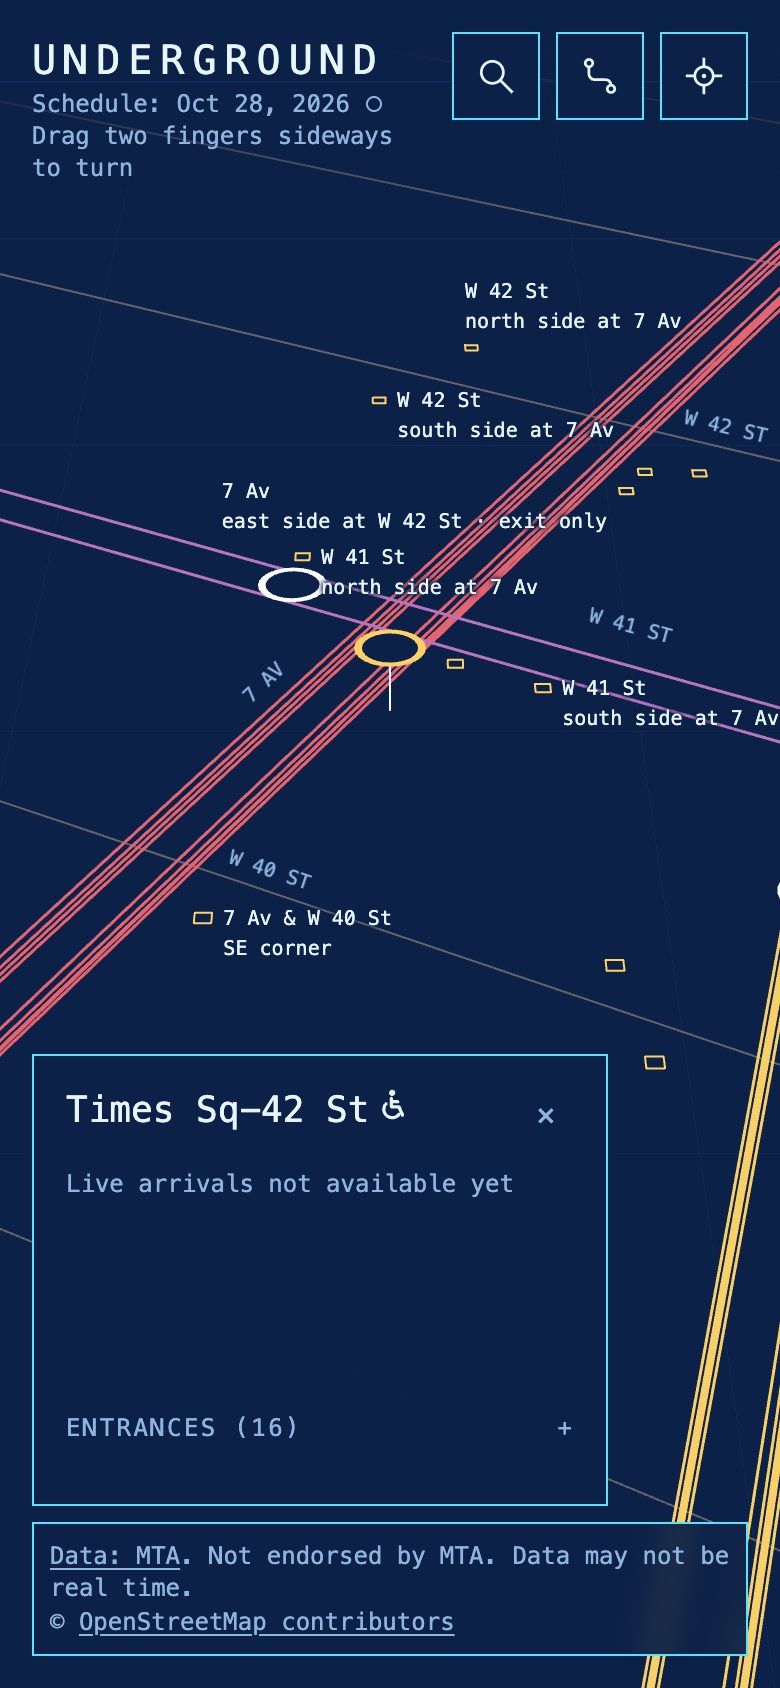 UNDERGROUND
Schedule: Oct 28, 2026
Drag two fingers sideways
to turn
W 42 St
north side at 7 Av
W 42 St
south side at 7 Av
W 42 ST
7 Av
east side at W 42 St · exit only
W 41 St
north side at 7 Av
W 41 ST
7 AV
W 41 St
south side at 7 Av
W 40 ST
7 Av & W 40 St
SE corner
Times Sq–42 St
×
Live arrivals not available yet
ENTRANCES (16) +
Data: MTA. Not endorsed by MTA. Data may not be
real time.
© OpenStreetMap contributors